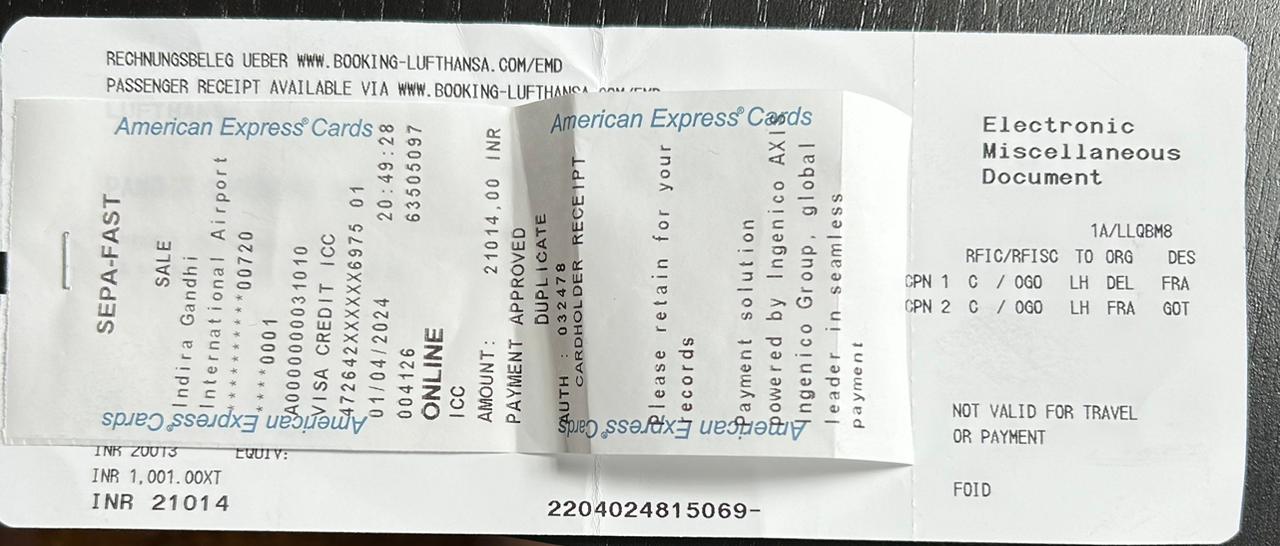 SEPA-FAST
SALE
Indira Gandhi
International Airport
**********00720
****0001
A0000000031010
VISA CREDIT ICC
472642XXXXXX6975 01
01/04/2024 20:49:28
004126 63505097
ONLINE
ICC
AMOUNT: 21014,00 INR
PAYMENT APPROVED
DUPLICATE
AUTH : 032478
CARDHOLDER RECEIPT
Please retain for your
records
Payment solution
powered by Ingenico AXI
Ingenico Group, global
leader in seamless
payment
American Express® Cards
American Express® Cards
American Express® Cards
American Express® Cards
RECHNUNGSBELEG UEBER WWW.BOOKING-LUFTHANSA.COM/EMD
PASSENGER RECEIPT AVAILABLE VIA WWW.BOOKING-LUFTHANSA.COM/EMD
Electronic
Miscellaneous
Document
1A/LLQBM8
RFIC/RFISC TO ORG DES
CPN 1 C / 0G0 LH DEL FRA
CPN 2 C / 0G0 LH FRA GOT
NOT VALID FOR TRAVEL
OR PAYMENT
INR 20013 EQUIV:
INR 1,001.00XT
INR 21014
2204024815069-
FOID